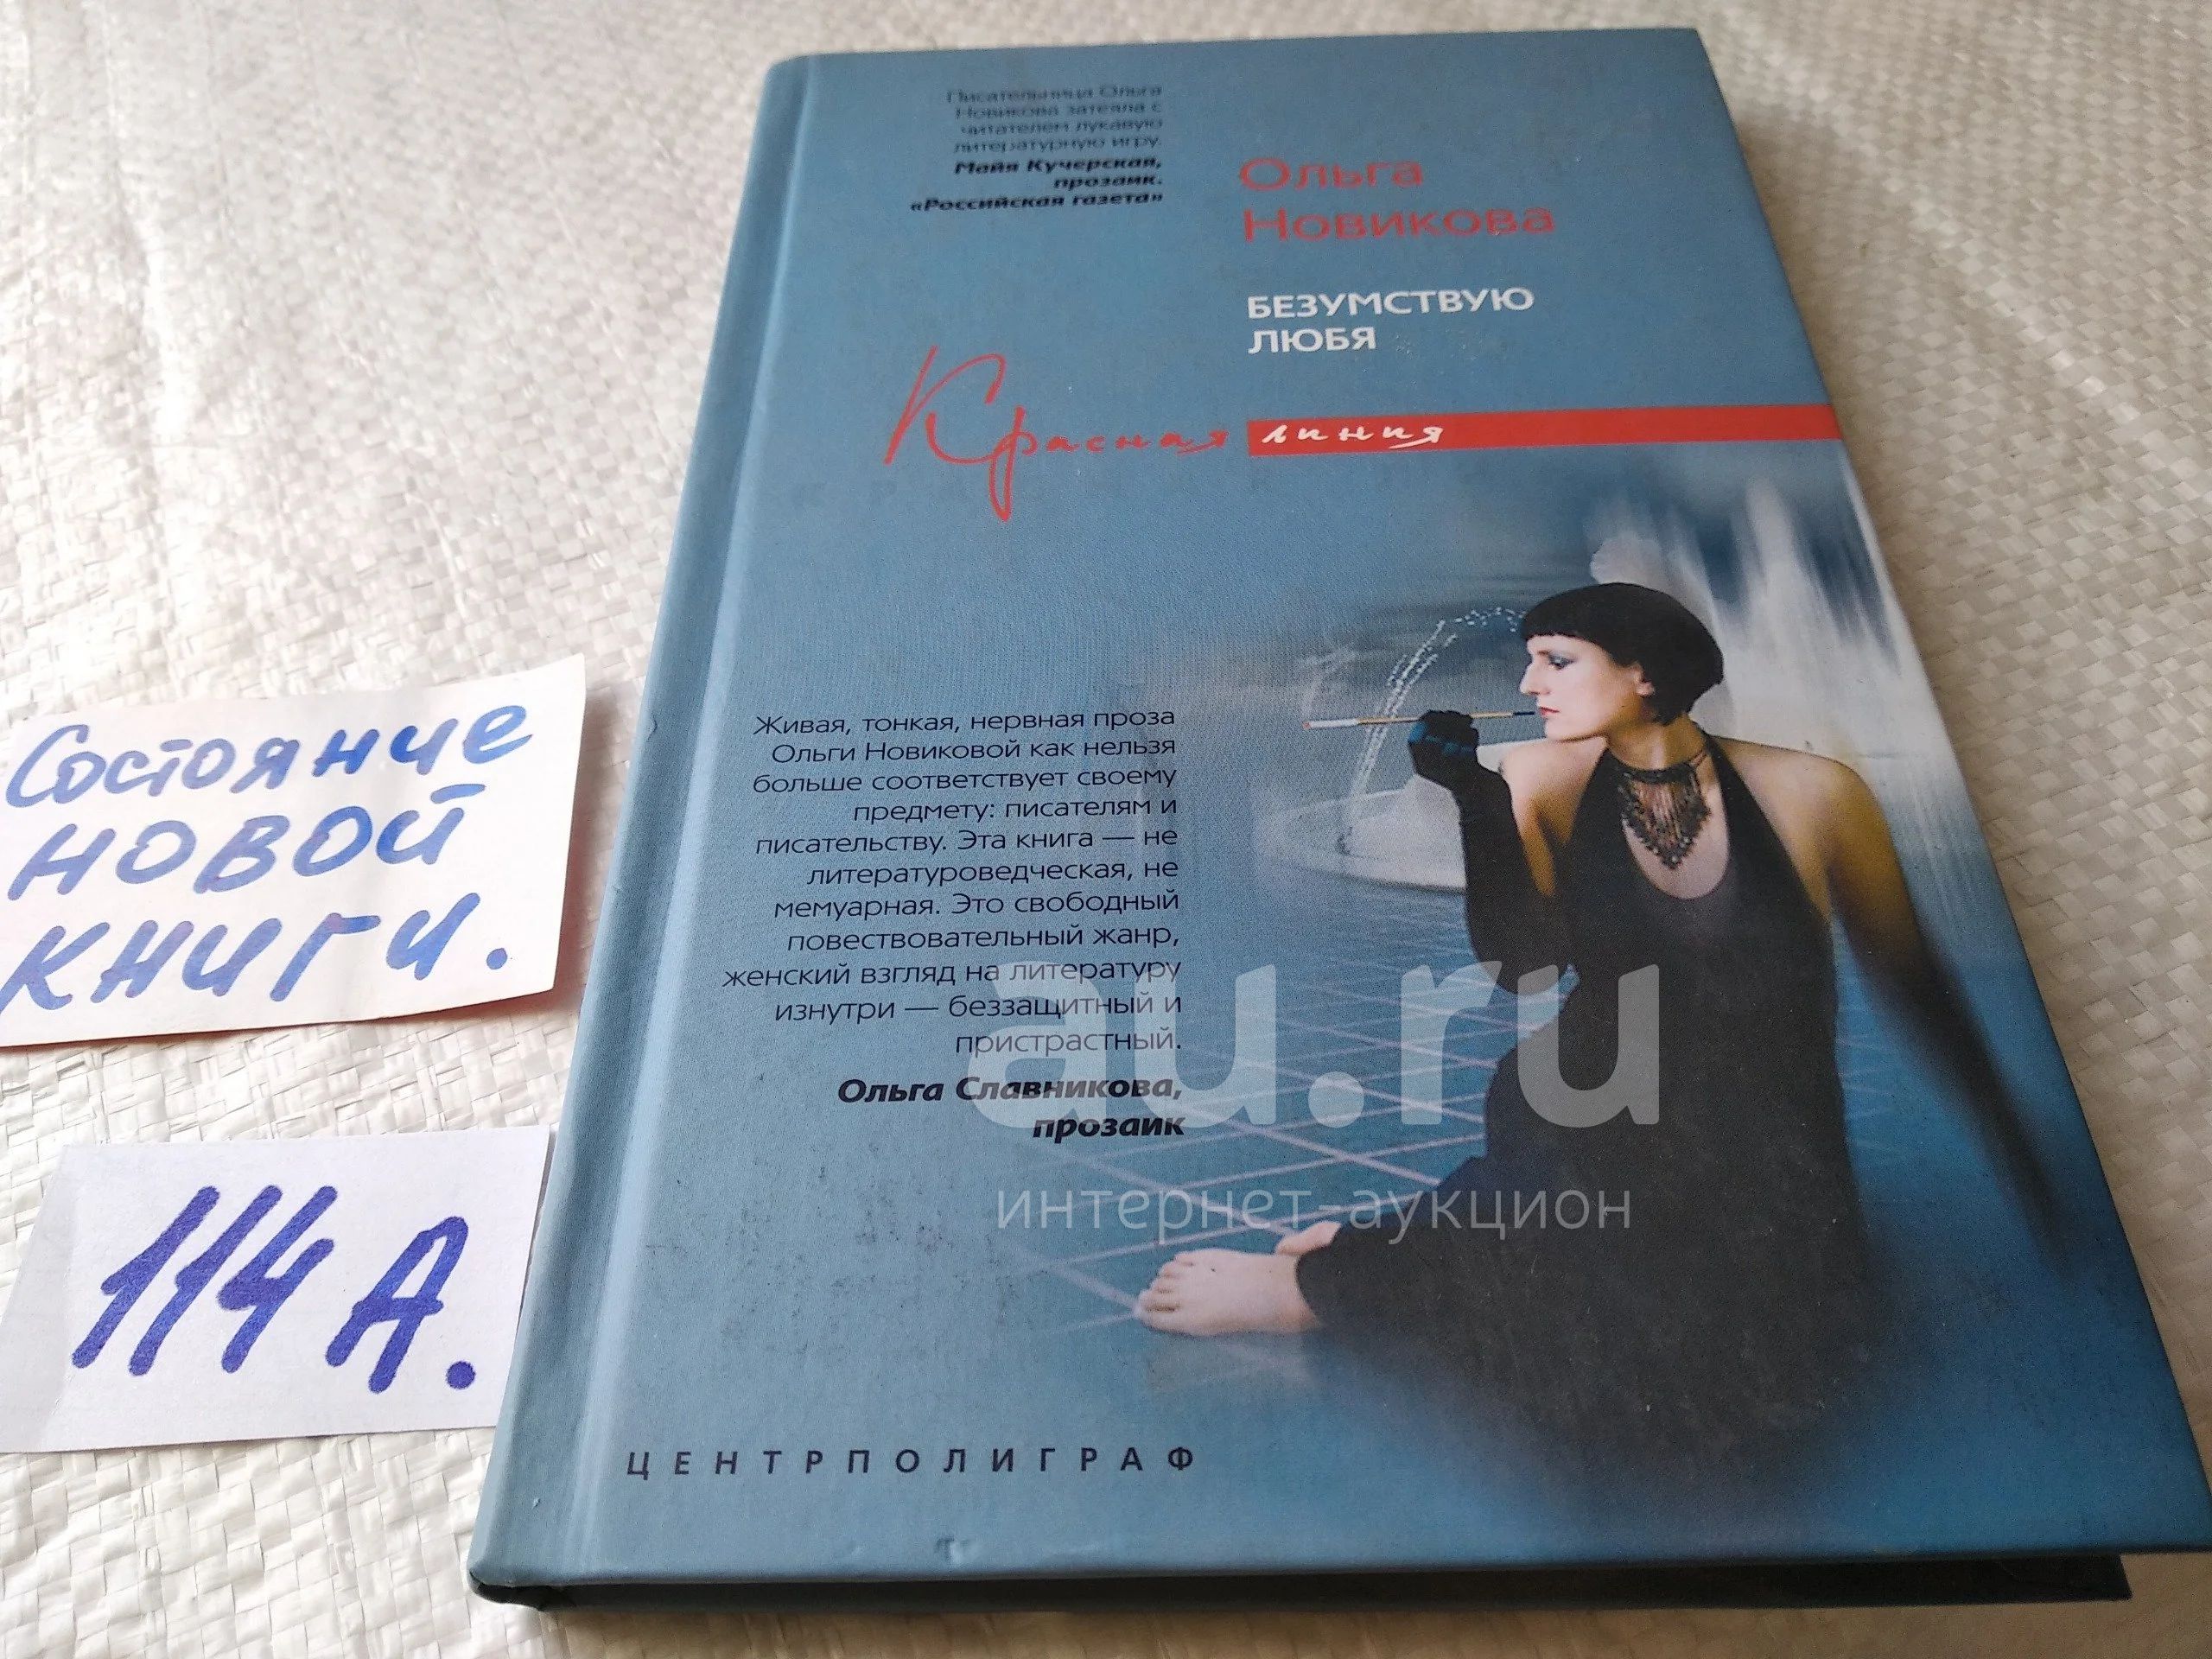 Писательница Ольга
Новикова затеяла с
читателем лукавую
литературную игру.
Майя Кучерская,
прозаик.
«Российская газета»
Ольга
Новикова
БЕЗУМСТВУЮ
ЛЮБЯ
Красная линия
Живая, тонкая, нервная проза
Ольги Новиковой как нельзя
больше соответствует своему
предмету: писателям и
писательству. Эта книга — не
литературоведческая, не
мемуарная. Это свободный
повествовательный жанр,
женский взгляд на литературу
изнутри — беззащитный и
пристрастный.
Ольга Славникова,
прозаик
ЦЕНТРПОЛИГРАФ
Состояние
новой
книги.
114А.
au.ru
интернет-аукцион